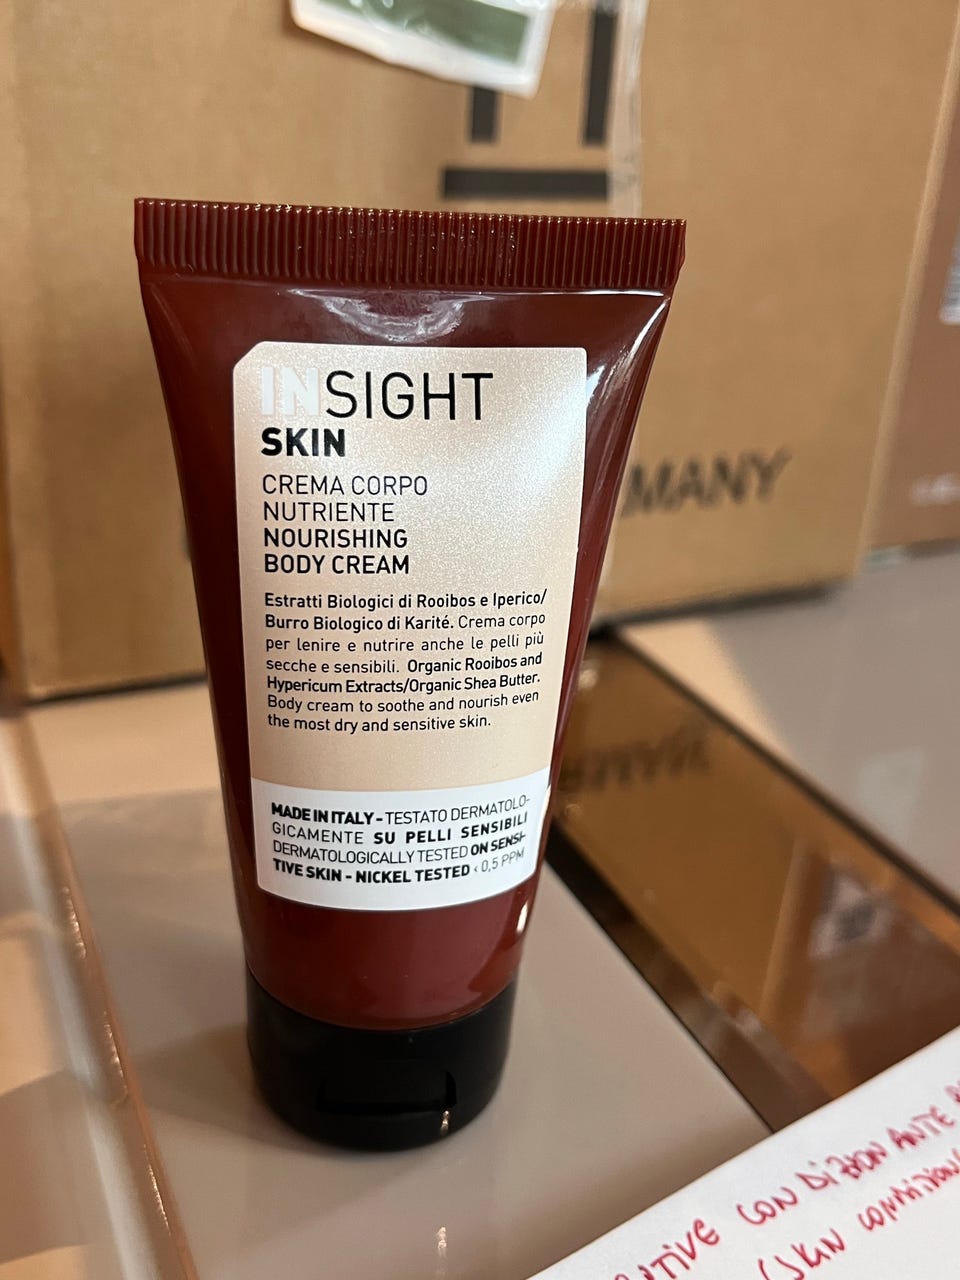 INSIGHT
SKIN
CREMA CORPO
NUTRIENTE
NOURISHING
BODY CREAM
Estratti Biologici di Rooibos e Iperico/
Burro Biologico di Karité. Crema corpo
per lenire e nutrire anche le pelli più
secche e sensibili. Organic Rooibos and
Hypericum Extracts/Organic Shea Butter.
Body cream to soothe and nourish even
the most dry and sensitive skin.
MADE IN ITALY - TESTATO DERMATOLO-
GICAMENTE SU PELLI SENSIBILI
DERMATOLOGICALLY TESTED ON SENSI-
TIVE SKIN - NICKEL TESTED <0,5 PPM
MANY
(SKIN